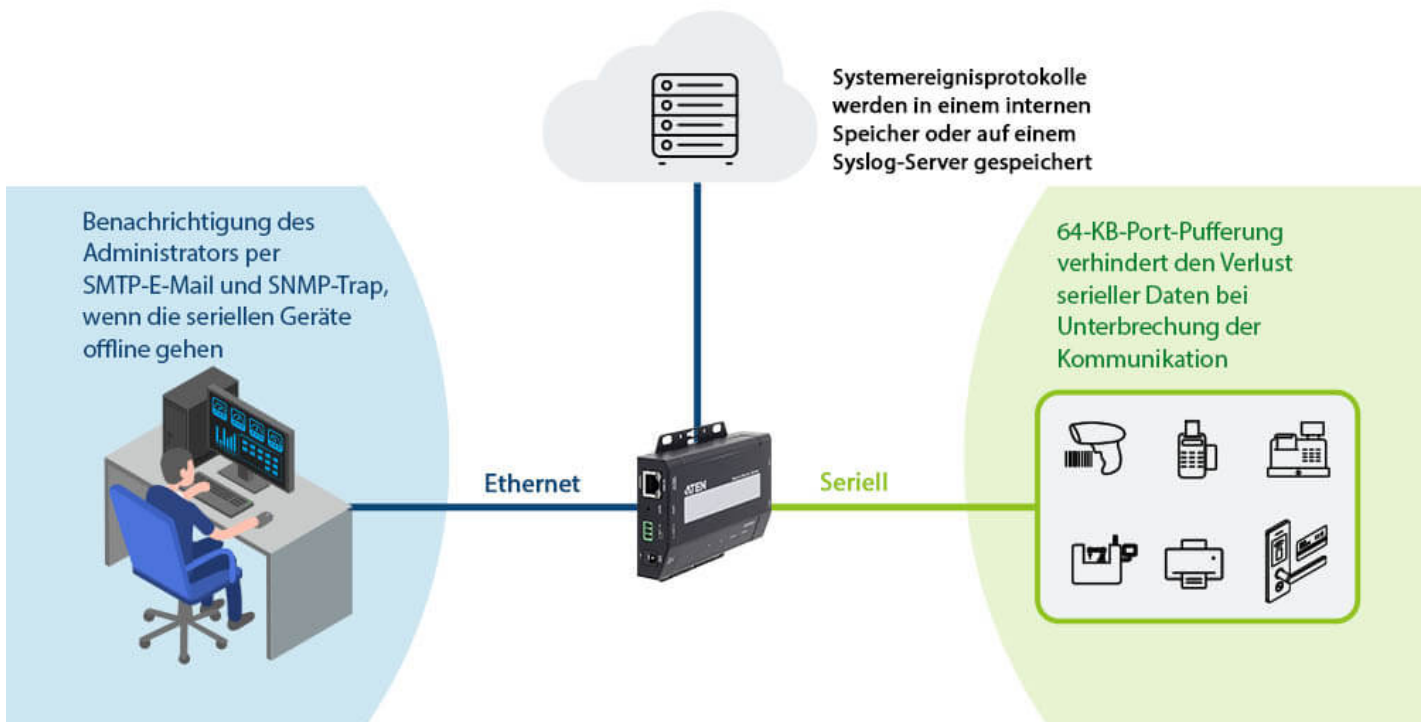 Systemereignisprotokolle
werden in einem internen
Speicher oder auf einem
Syslog-Server gespeichert
Benachrichtigung des
Administrators per
SMTP-E-Mail und SNMP-Trap,
wenn die seriellen Geräte
offline gehen
64-KB-Port-Pufferung
verhindert den Verlust
serieller Daten bei
Unterbrechung der
Kommunikation
Ethernet
ATEN
Seriell